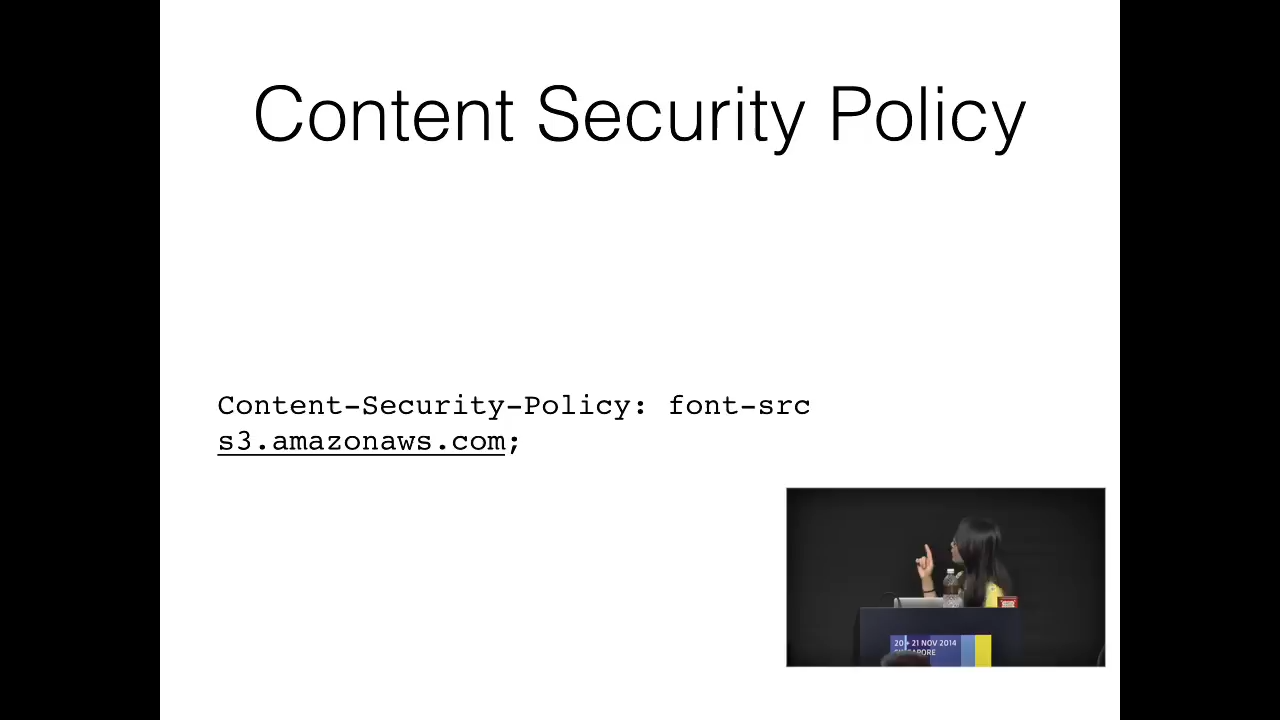 Content Security Policy
Content-Security-Policy: font-src
s3.amazonaws.com;
20 21 NOV 2014